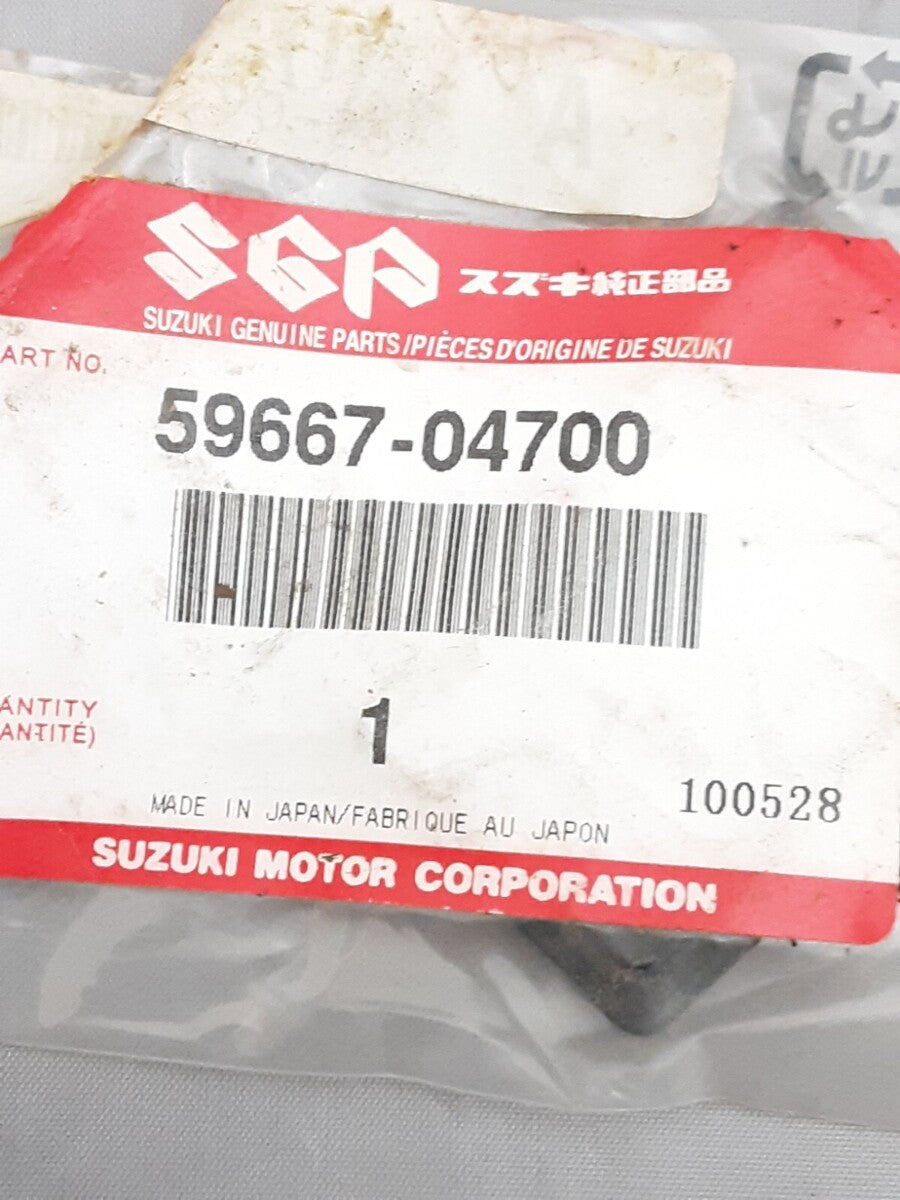 SGP スズキ純正部品
SUZUKI GENUINE PARTS/PIÈCES D'ORIGINE DE SUZUKI
ART NO.
59667-04700
ANTITY
ANTITÉ)
1
100528
MADE IN JAPAN/FABRIQUE AU JAPON
SUZUKI MOTOR CORPORATION